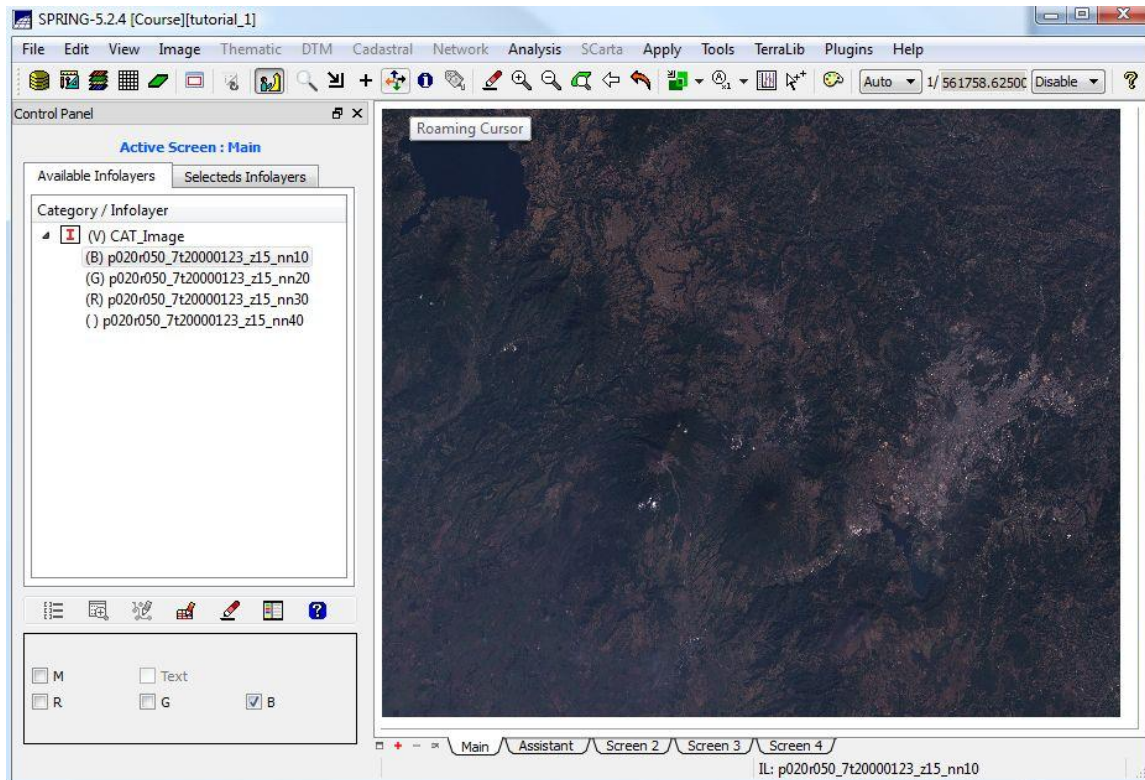 SPRING-5.2.4 [Course][tutorial_1]
File Edit View Image Thematic DTM Cadastral Network Analysis SCarta Apply Tools TerraLib Plugins Help
Auto 1/ 561758.6250 Disable
Control Panel
Roaming Cursor
Active Screen : Main
Available Infolayers Selecteds Infolayers
Category / Infolayer
(V) CAT_Image
(B) p020r050_7t20000123_z15_nn10
(G) p020r050_7t20000123_z15_nn20
(R) p020r050_7t20000123_z15_nn30
( ) p020r050_7t20000123_z15_nn40
M Text
R G B
Main Assistant Screen 2 Screen 3 Screen 4
IL: p020r050_7t20000123_z15_nn10